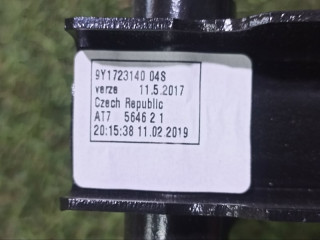 9Y1723140 04S
verze 11.5.2017
Czech Republic
AT7 5646 2 1
20:15:38 11.02.2019